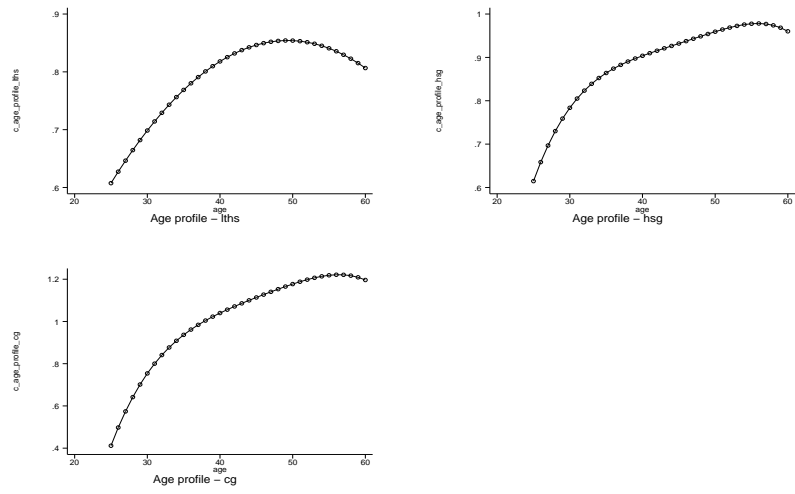 c_age_profile_lths
.9
.8
.7
.6
20 30 40 50 60
age
Age profile – lths
c_age_profile_hsg
1
.9
.8
.7
.6
20 30 40 50 60
age
Age profile – hsg
c_age_profile_cg
1.2
1
.8
.6
.4
20 30 40 50 60
age
Age profile – cg